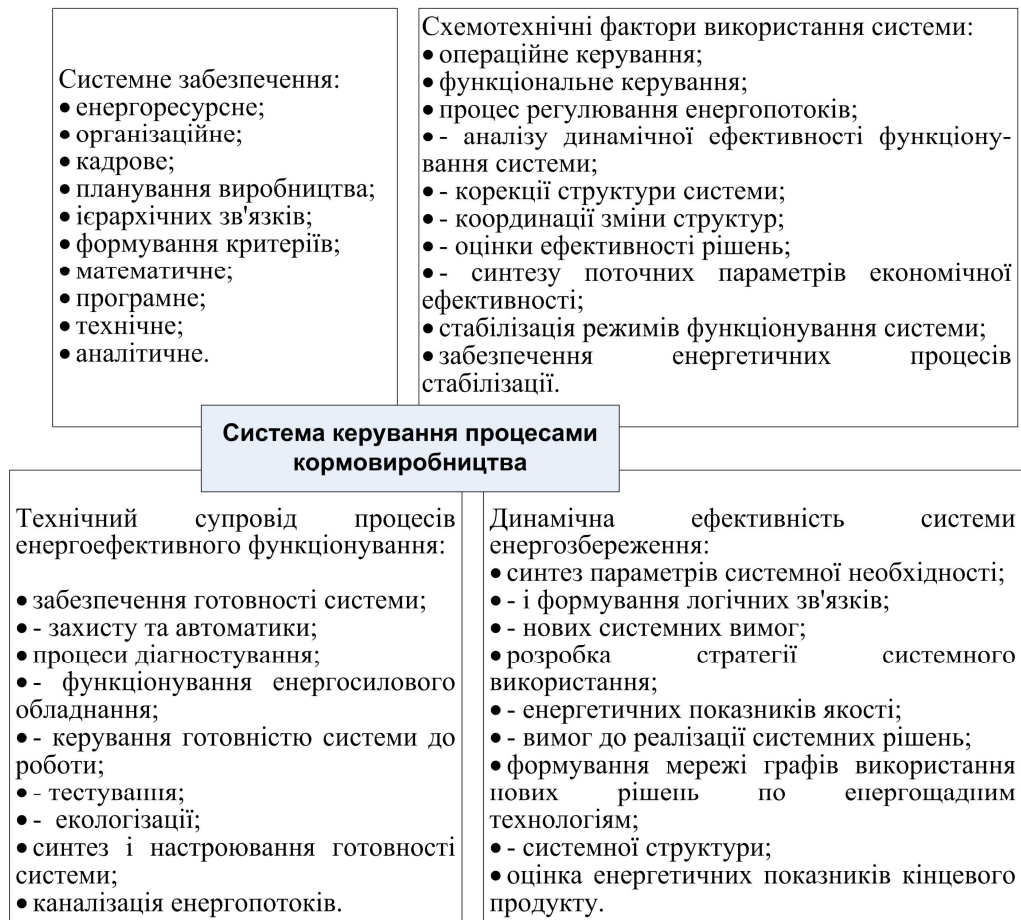 Системне забезпечення:
• енергоресурсне;
• організаційне;
• кадрове;
• планування виробництва;
• ієрархічних зв'язків;
• формування критеріїв;
• математичне;
• програмне;
• технічне;
• аналітичне.
Схемотехнічні фактори використання системи:
• операційне керування;
• функціональне керування;
• процес регулювання енергопотоків;
• - аналізу динамічної ефективності функціону-
вання системи;
• - корекції структури системи;
• - координації зміни структур;
• - оцінки ефективності рішень;
• - синтезу поточних параметрів економічної
ефективності;
• стабілізація режимів функціонування системи;
• забезпечення енергетичних процесів
стабілізації.
Система керування процесами
кормовиробництва
Технічний супровід процесів
енергоефективного функціонування:
• забезпечення готовності системи;
• - захисту та автоматики;
• процеси діагностування;
• - функціонування енергосилового
обладнання;
• - керування готовністю системи до
роботи;
• - тестування;
• - екологізації;
• синтез і настроювання готовності
системи;
• каналізація енергопотоків.
Динамічна ефективність системи
енергозбереження:
• синтез параметрів системної необхідності;
• - і формування логічних зв'язків;
• - нових системних вимог;
• розробка стратегії системного
використання;
• - енергетичних показників якості;
• - вимог до реалізації системних рішень;
• формування мережі графів використання
нових рішень по енергощадним
технологіям;
• - системної структури;
• оцінка енергетичних показників кінцевого
продукту.